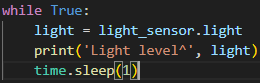 while True:
    light = light_sensor.light
    print('Light level^', light)
    time.sleep(1)